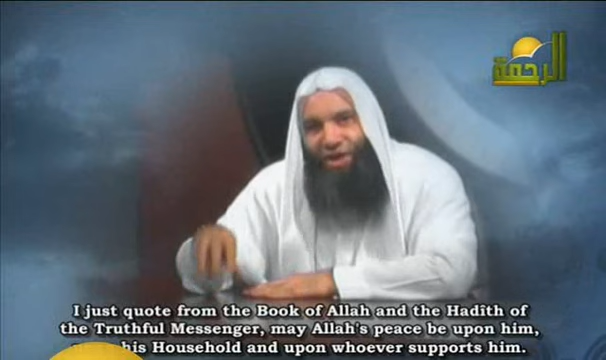 الرحمة
I just quote from the Book of Allah and the Hadîth of
the Truthful Messenger, may Allah's peace be upon him,
his Household and upon whoever supports him.